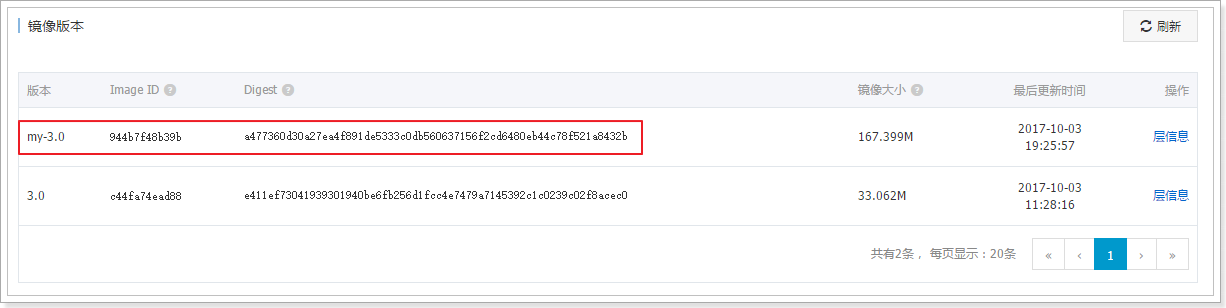 镜像版本
刷新
版本 Image ID Digest 镜像大小 最后更新时间 操作
my-3.0 944b7f48b39b a477360d30a27ea4f891de5333c0db560637156f2cd6480eb44c78f521a8432b 167.399M 2017-10-03 19:25:57 层信息
3.0 c44fa74ead88 e411ef73041939301940be6fb256d1fcc4e7479a7145392c1c0239c02f8acec0 33.062M 2017-10-03 11:28:16 层信息
共有2条， 每页显示：20条 « ‹ 1 › »